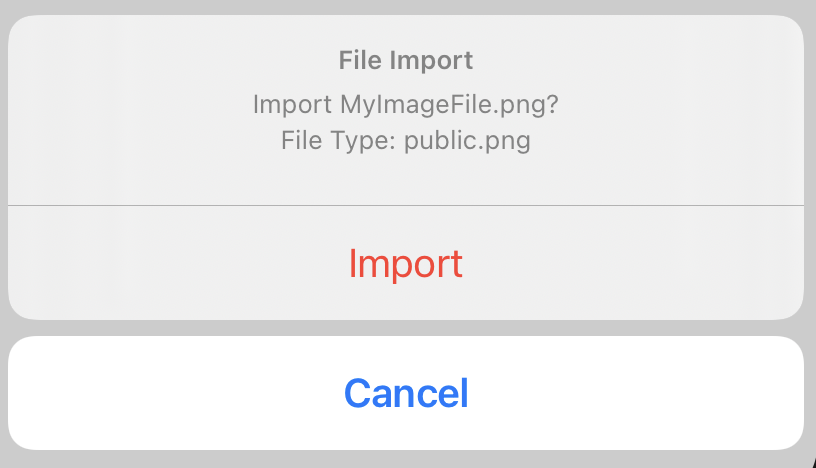 File Import
Import MyImageFile.png?
File Type: public.png
Import
Cancel